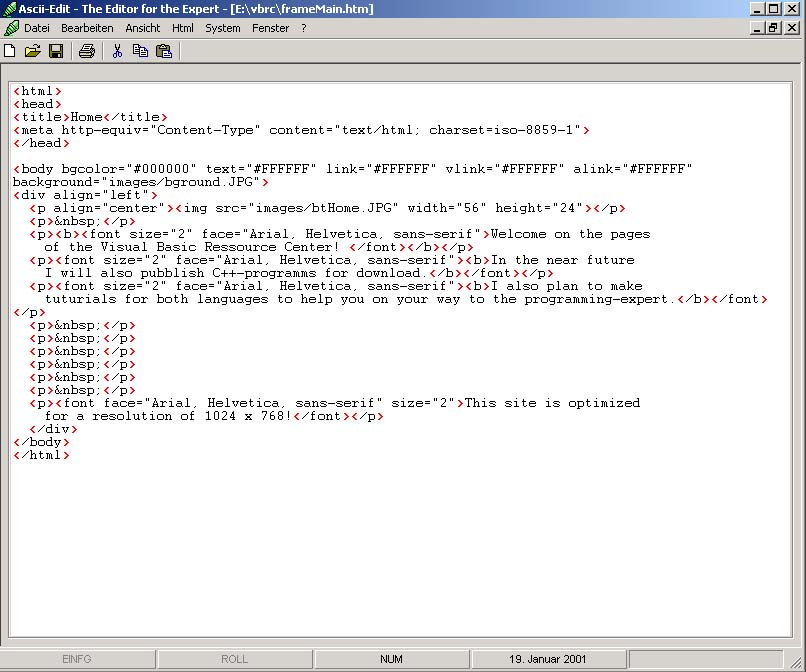 Ascii-Edit - The Editor for the Expert - [E:\vbrc\frameMain.htm]
Datei Bearbeiten Ansicht Html System Fenster ?
<html>
<head>
<title>Home</title>
<meta http-equiv="Content-Type" content="text/html; charset=iso-8859-1">
</head>
<body bgcolor="#000000" text="#FFFFFF" link="#FFFFFF" vlink="#FFFFFF" alink="#FFFFFF"
background="images/bground.JPG">
<div align="left">
<p align="center"><img src="images/btHome.JPG" width="56" height="24"></p>
<p>&nbsp;</p>
<p><b><font size="2" face="Arial, Helvetica, sans-serif">Welcome on the pages
of the Visual Basic Ressource Center! </font></b></p>
<p><font size="2" face="Arial, Helvetica, sans-serif"><b>In the near future
I will also pubblish C++-programms for download.</b></font></p>
<p><font size="2" face="Arial, Helvetica, sans-serif"><b>I also plan to make
tuturials for both languages to help you on your way to the programming-expert.</b></font>
</p>
<p>&nbsp;</p>
<p>&nbsp;</p>
<p>&nbsp;</p>
<p>&nbsp;</p>
<p>&nbsp;</p>
<p>&nbsp;</p>
<p><font face="Arial, Helvetica, sans-serif" size="2">This site is optimized
for a resolution of 1024 x 768!</font></p>
</div>
</body>
</html>
EINFG ROLL NUM 19. Januar 2001